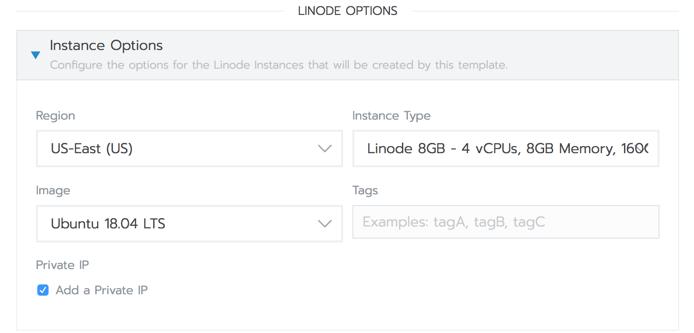 LINODE OPTIONS
Instance Options
Configure the options for the Linode Instances that will be created by this template.
Region
Instance Type
US-East (US)
Linode 8GB - 4 vCPUs, 8GB Memory,
Image
Tags
Ubuntu 18.04 LTS
Examples: tagA, tagB, tagC
Private IP
Add a Private IP